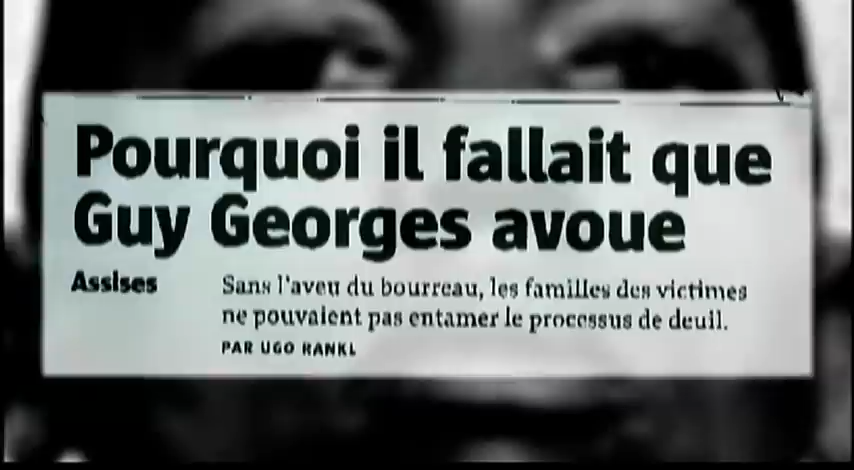 Pourquoi il fallait que
Guy Georges avoue
Assises
Sans l'aveu du bourreau, les familles des victimes
ne pouvaient pas entamer le processus de deuil.
PAR UGO RANKL